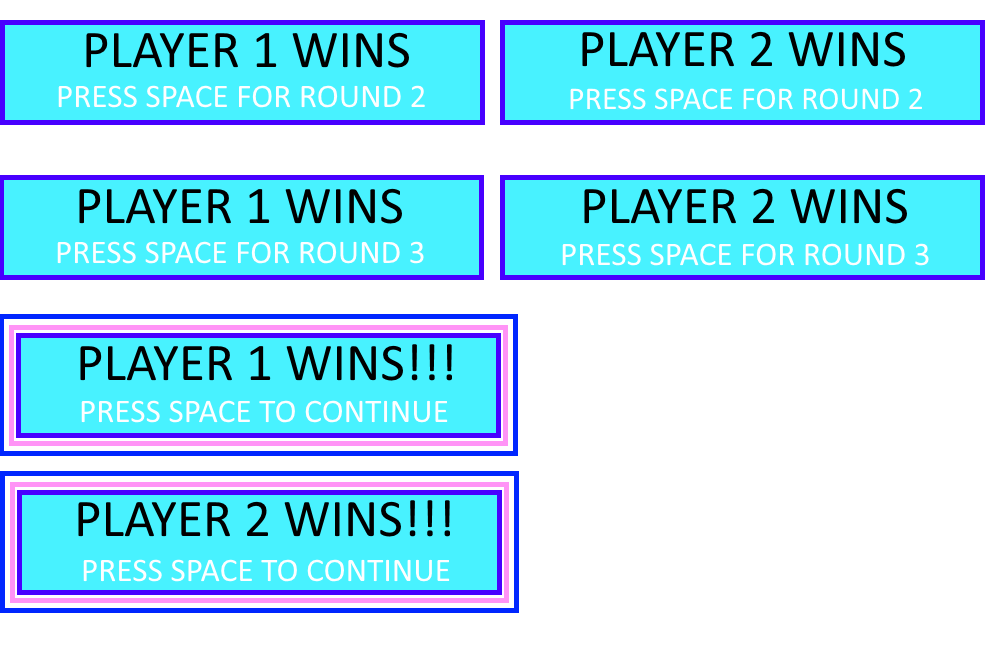 PLAYER 1 WINS
PRESS SPACE FOR ROUND 2
PLAYER 2 WINS
PRESS SPACE FOR ROUND 2
PLAYER 1 WINS
PRESS SPACE FOR ROUND 3
PLAYER 2 WINS
PRESS SPACE FOR ROUND 3
PLAYER 1 WINS!!!
PRESS SPACE TO CONTINUE
PLAYER 2 WINS!!!
PRESS SPACE TO CONTINUE